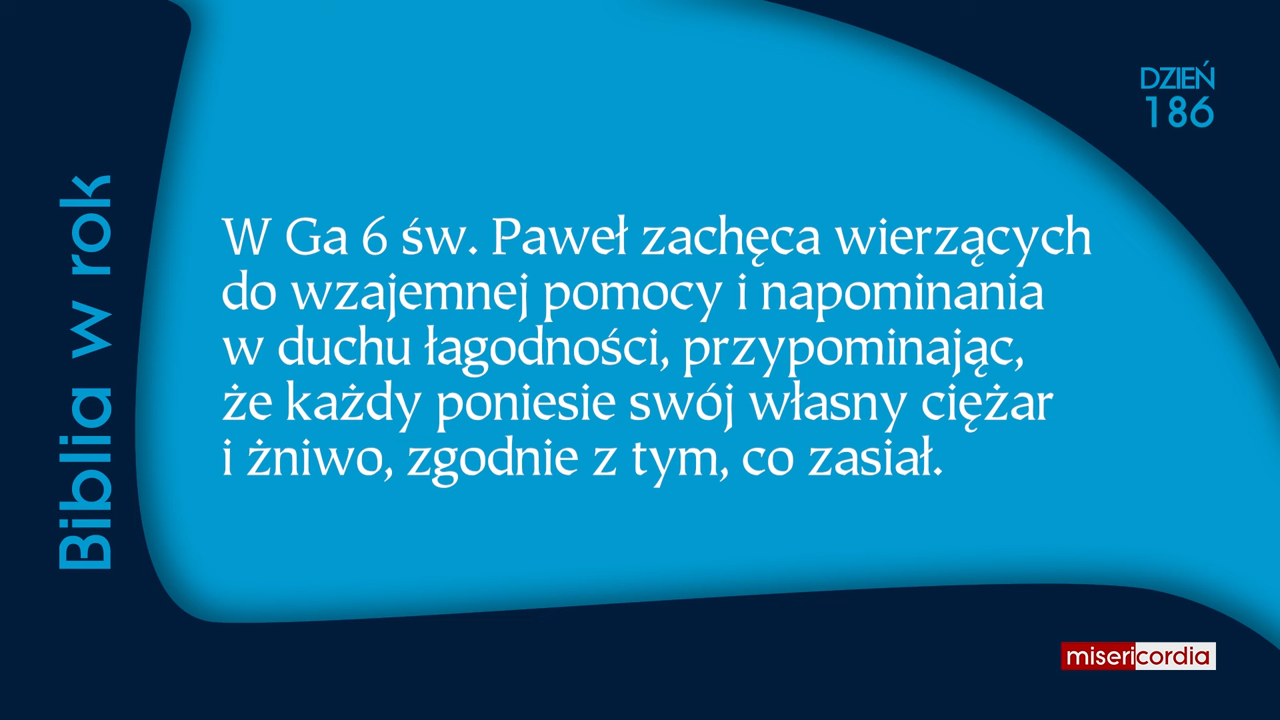 DZIEŃ
186
Biblia w rok
W Ga 6 św. Paweł zachęca wierzących
do wzajemnej pomocy i napominania
w duchu łagodności, przypominając,
że każdy poniesie swój własny ciężar
i żniwo, zgodnie z tym, co zasiał.
misericordia